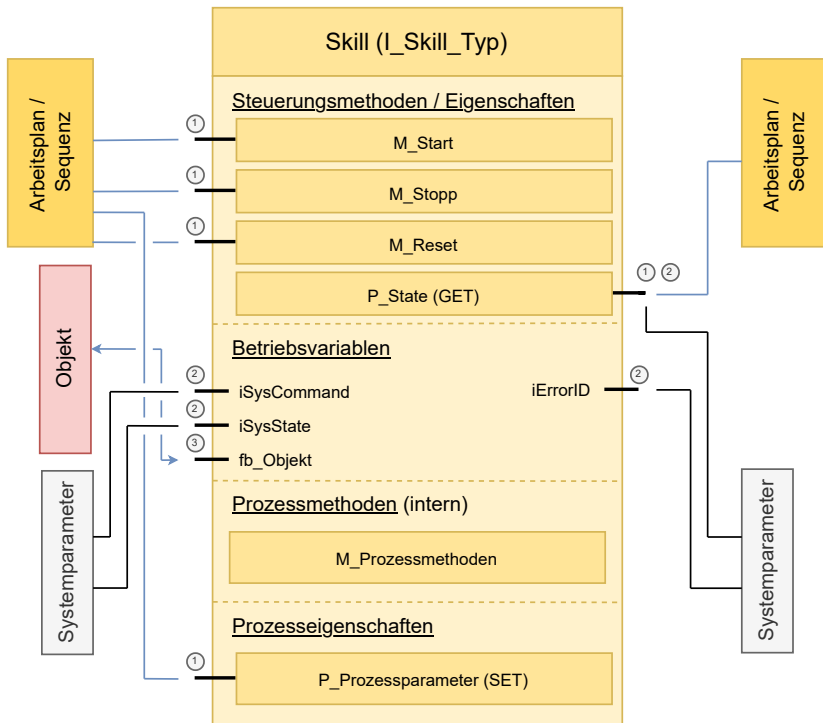 Skill (I_Skill_Typ)
Arbeitsplan /
Sequenz
Steuerungsmethoden / Eigenschaften
1
M_Start
1
M_Stopp
1
M_Reset
P_State (GET)
1 2
Arbeitsplan /
Sequenz
Objekt
Betriebsvariablen
2
iSysCommand
iErrorID
2
2
iSysState
3
fb_Objekt
Systemparameter
Prozessmethoden (intern)
M_Prozessmethoden
Systemparameter
Prozesseigenschaften
1
P_Prozessparameter (SET)